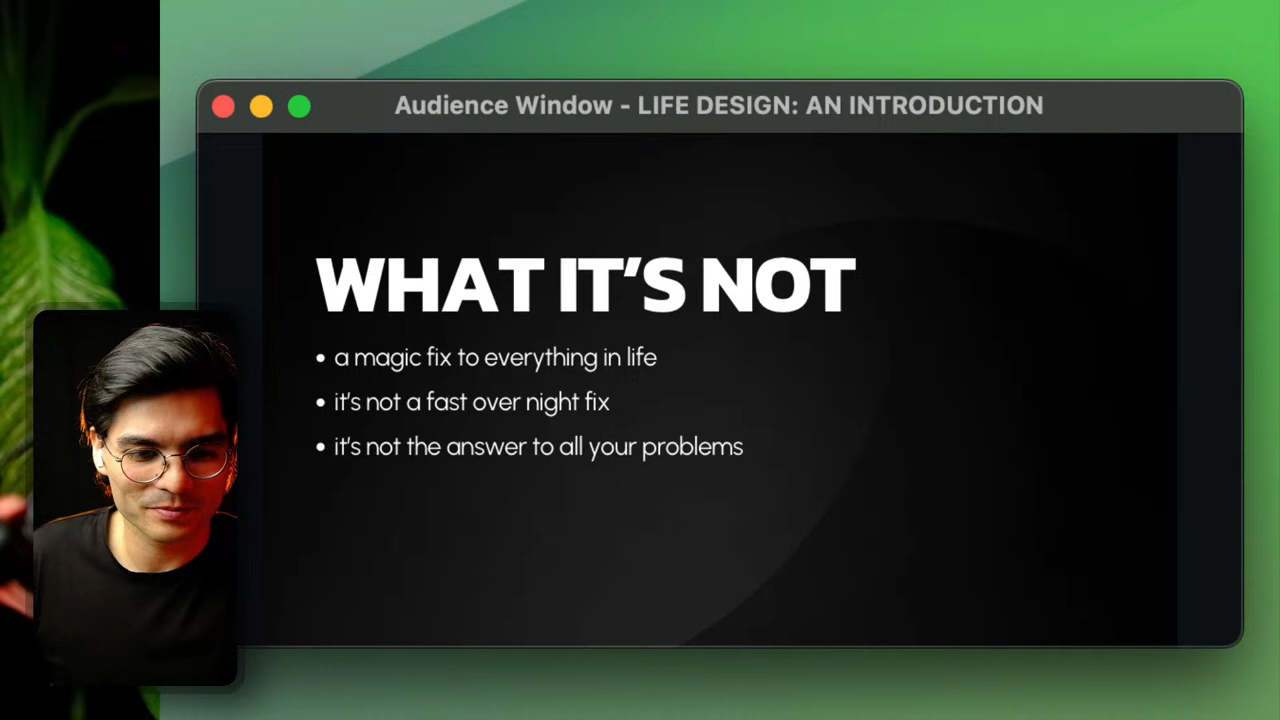 Audience Window - LIFE DESIGN: AN INTRODUCTION
WHAT IT'S NOT
• a magic fix to everything in life
• it's not a fast over night fix
• it's not the answer to all your problems